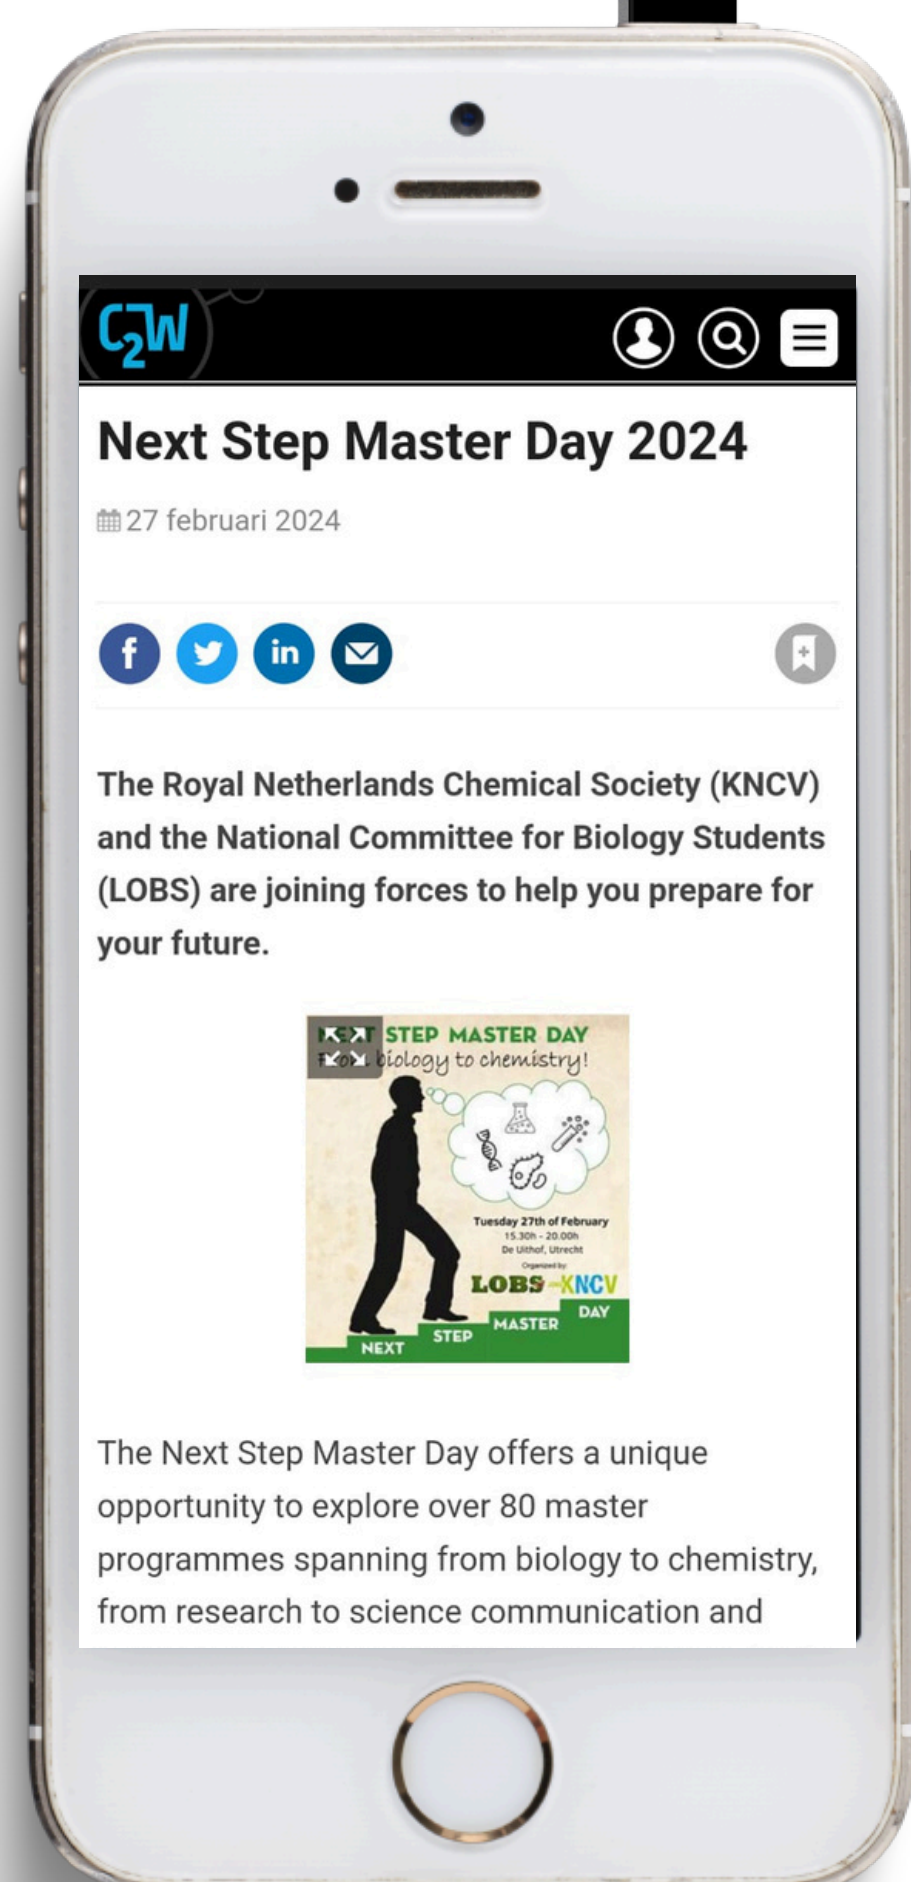 C2W
Next Step Master Day 2024
27 februari 2024
The Royal Netherlands Chemical Society (KNCV)
and the National Committee for Biology Students
(LOBS) are joining forces to help you prepare for
your future.
NEXT STEP MASTER DAY
From biology to chemistry!
Tuesday 27th of February
15.30h - 20.00h
De Uithof, Utrecht
Organized by:
LOBS KNCV
NEXT STEP MASTER DAY
The Next Step Master Day offers a unique
opportunity to explore over 80 master
programmes spanning from biology to chemistry,
from research to science communication and